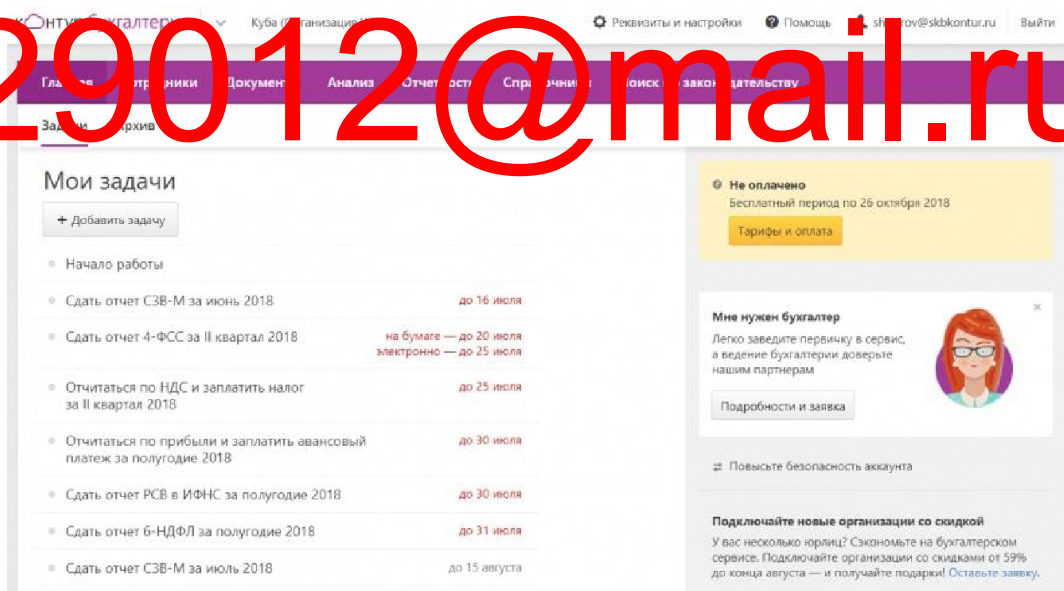 Реквизиты и настройки Помощь Выйти
29012@mail.ru
Анализ
Мои задачи
+ Добавить задачу
Начало работы
Сдать отчет СЗВ-М за июнь 2018 до 16 июля
Сдать отчет 4-ФСС за II квартал 2018 на бумаге — до 20 июля
электронно — до 25 июля
Отчитаться по НДС и заплатить налог до 25 июля
за II квартал 2018
Отчитаться по прибыли и заплатить авансовый до 30 июля
платеж за полугодие 2018
Сдать отчет РСВ в ИФНС за полугодие 2018 до 30 июля
Сдать отчет 6-НДФЛ за полугодие 2018 до 31 июля
Сдать отчет СЗВ-М за июль 2018 до 15 августа
Не оплачено
Бесплатный период по 26 октября 2018
Тарифы и оплата
Мне нужен бухгалтер
Легко заведите первичку в сервис,
а ведение бухгалтерии доверьте
нашим партнерам
Подробности и заявка
Повысьте безопасность аккаунта
Подключайте новые организации со скидкой
У вас несколько юрлиц? Сэкономьте на бухгалтерском
сервисе. Подключайте организации со скидками от 59%
до конца августа — и получайте подарки! Оставьте заявку.